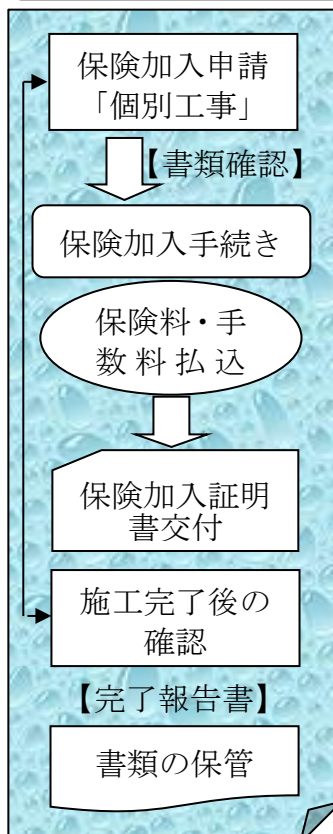 保険加入申請
「個別工事」
【書類確認】
保険加入手続き
保険料・手
数料払込
保険加入証明
書交付
施工完了後の
確認
【完了報告書】
書類の保管